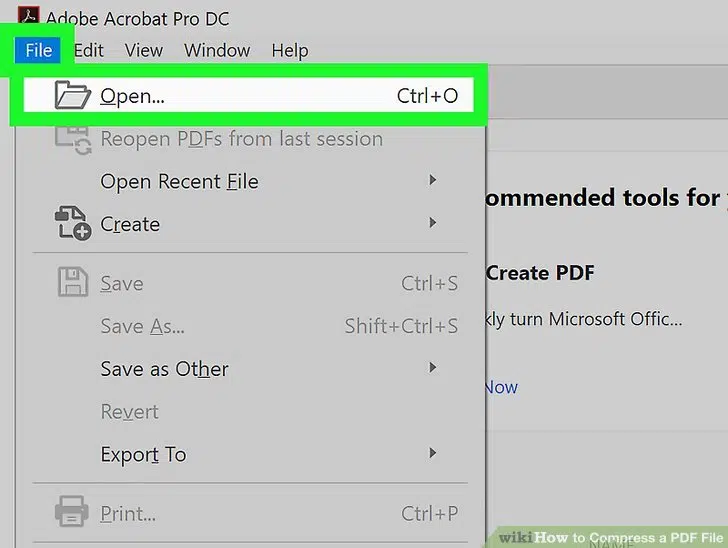 Adobe Acrobat Pro DC
File Edit View Window Help
Open... Ctrl+O
Reopen PDFs from last session
Open Recent File
Create
Save Ctrl+S
Save As... Shift+Ctrl+S
Save as Other
Revert
Export To
Print... Ctrl+P
ommended tools for
Create PDF
kly turn Microsoft Offic...
Now
NAME
wikiHow to Compress a PDF File